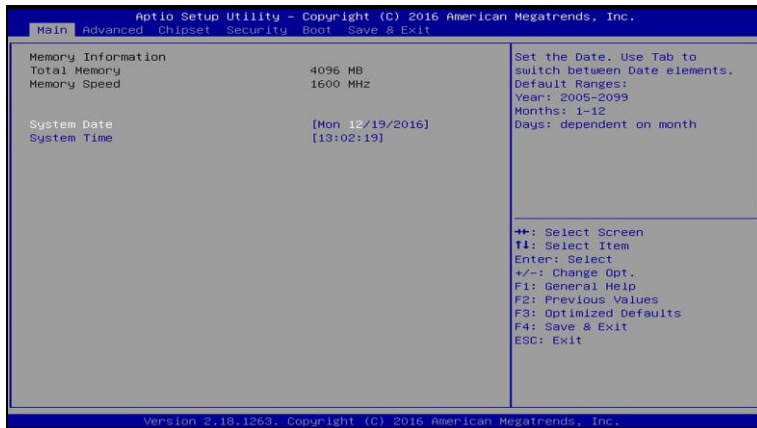 Aptio Setup Utility – Copyright (C) 2016 American Megatrends, Inc.
Main Advanced Chipset Security Boot Save & Exit
Memory Information
Total Memory 4096 MB
Memory Speed 1600 MHz
System Date [Mon 12/19/2016]
System Time [13:02:19]
Set the Date. Use Tab to
switch between Date elements.
Default Ranges:
Year: 2005-2099
Months: 1-12
Days: dependent on month
→←: Select Screen
↑↓: Select Item
Enter: Select
+/-: Change Opt.
F1: General Help
F2: Previous Values
F3: Optimized Defaults
F4: Save & Exit
ESC: Exit
Version 2.18.1263. Copyright (C) 2016 American Megatrends, Inc.